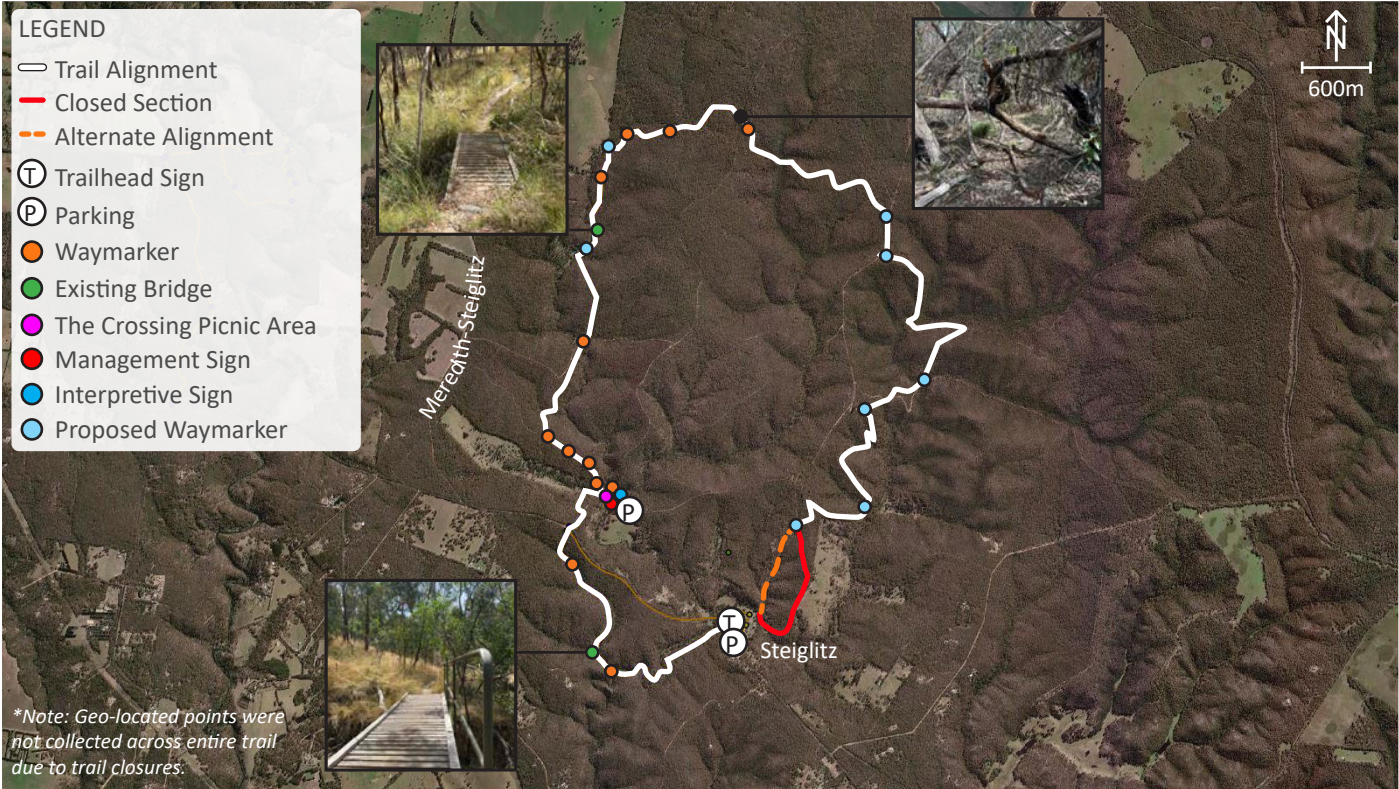 LEGEND
Trail Alignment
Closed Section
Alternate Alignment
T Trailhead Sign
P Parking
Waymarker
Existing Bridge
The Crossing Picnic Area
Management Sign
Interpretive Sign
Proposed Waymarker
N
600m
Meredith-Steiglitz
P
T
P
Steiglitz
*Note: Geo-located points were
not collected across entire trail
due to trail closures.